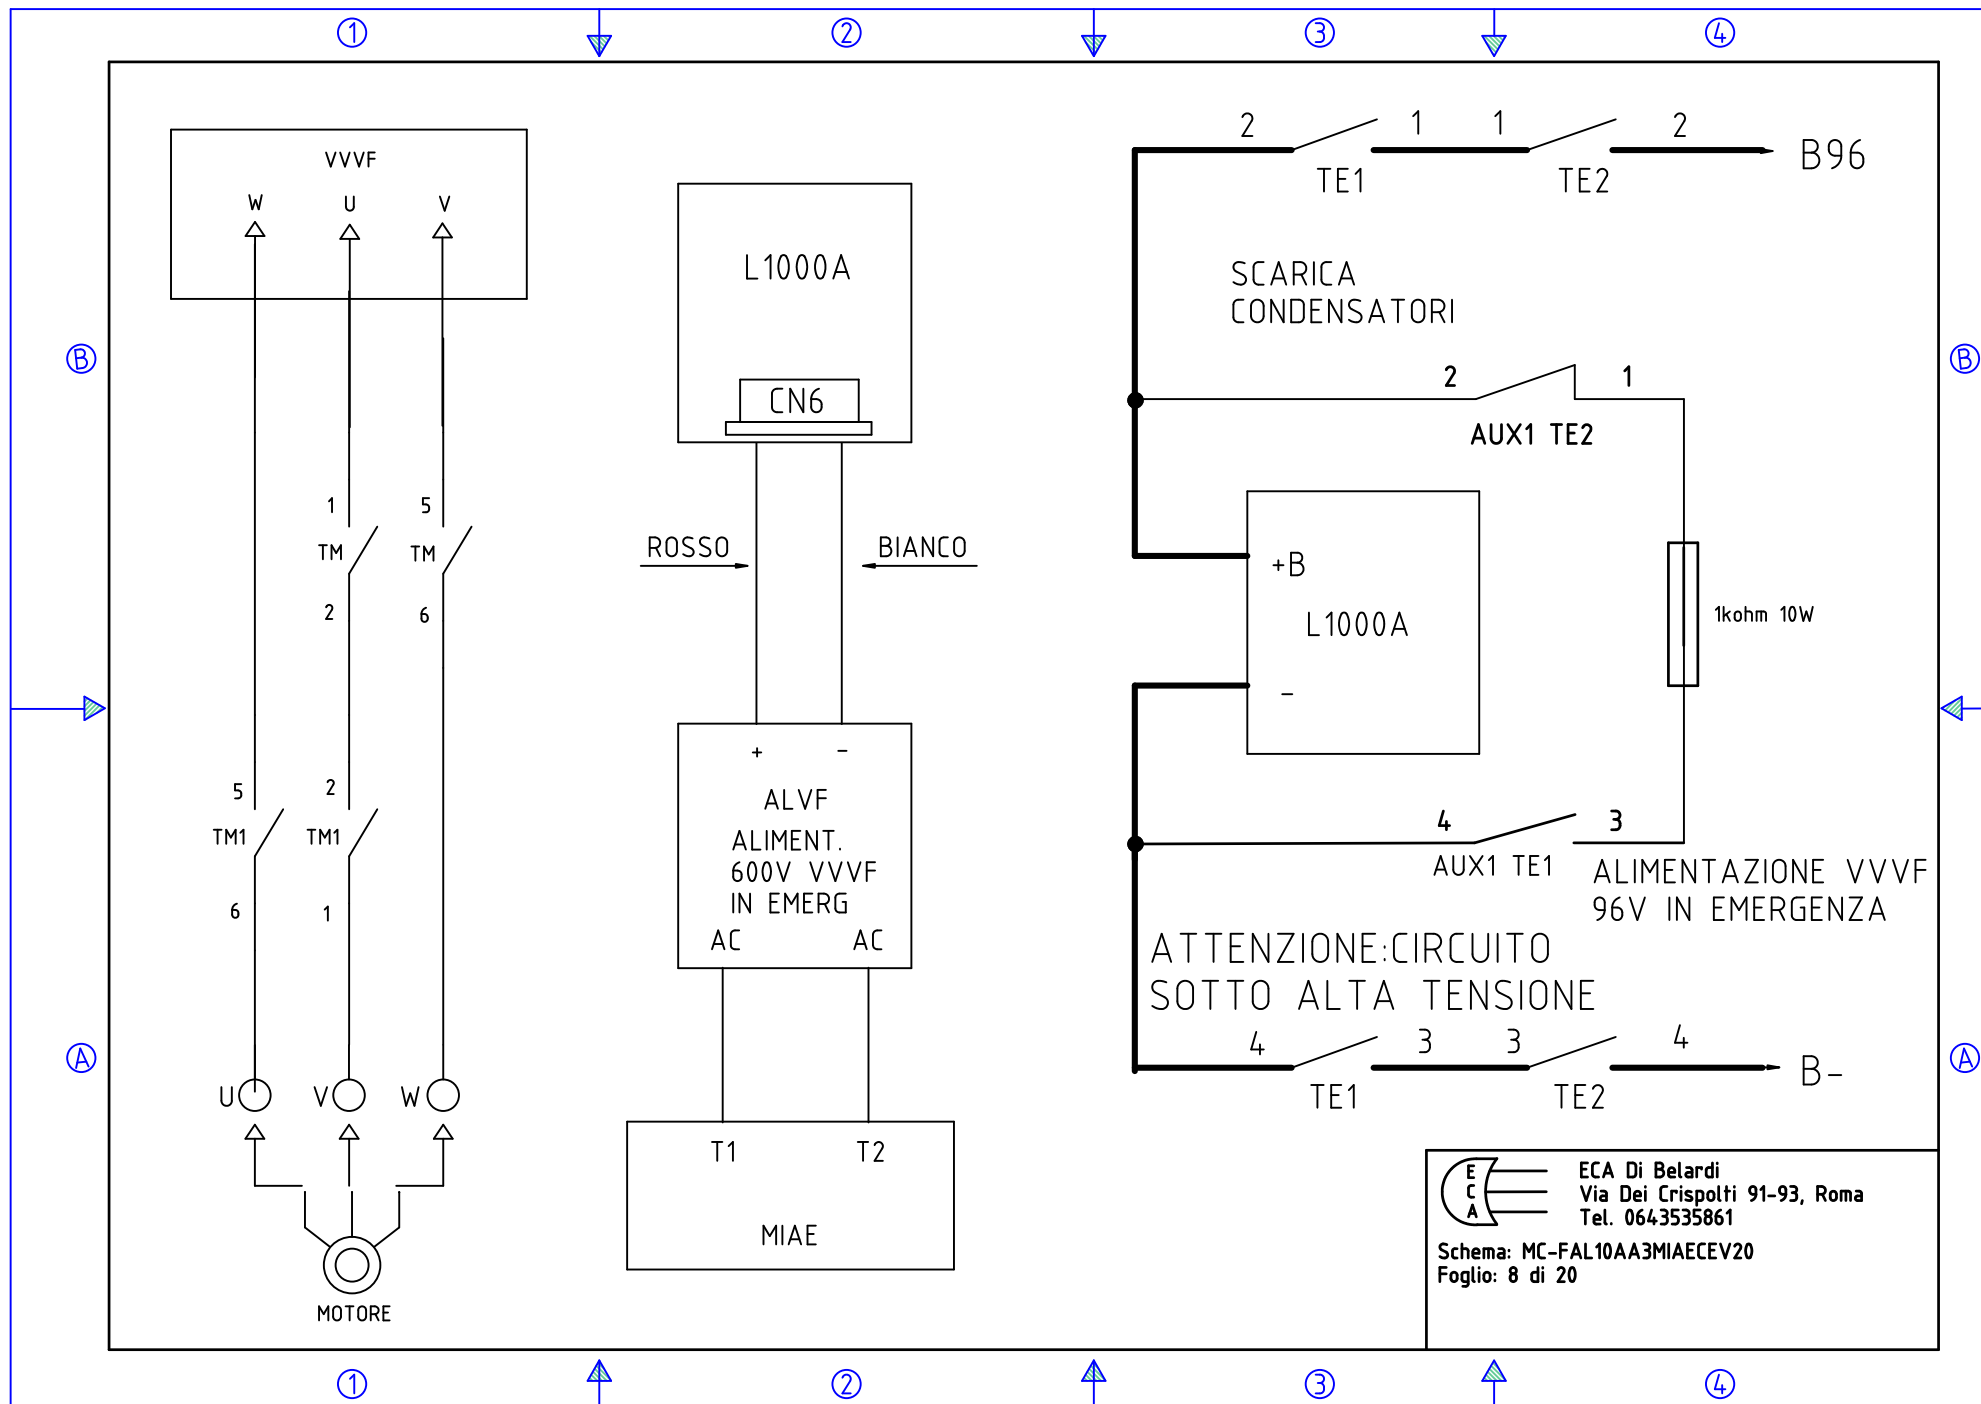 1
2
3
4
B
A
B
A
VVVF
W
U
V
1
TM
2
5
TM
6
5
TM1
6
2
TM1
1
U
V
W
MOTORE
L1000A
CN6
ROSSO
BIANCO
+
-
ALVF
ALIMENT.
600V VVVF
IN EMERG
AC
AC
T1
T2
MIAE
2
1
1
2
TE1
TE2
B96
SCARICA
CONDENSATORI
2
1
AUX1 TE2
+B
L1000A
-
1kohm 10W
4
3
AUX1 TE1
ALIMENTAZIONE VVVF
96V IN EMERGENZA
ATTENZIONE:CIRCUITO
SOTTO ALTA TENSIONE
4
3
3
4
TE1
TE2
B-
E
C
A
ECA Di Belardi
Via Dei Crispolti 91-93, Roma
Tel. 0643535861
Schema: MC-FAL10AA3MIAECEV20
Foglio: 8 di 20
1
2
3
4